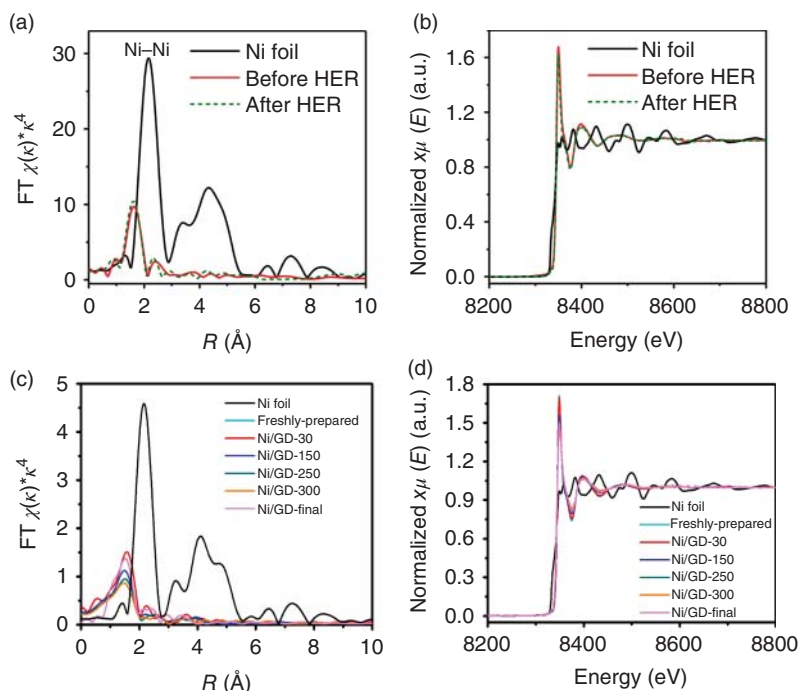 (a)
30
20
10
0
FT χ(κ)*κ⁴
Ni–Ni
Ni foil
Before HER
After HER
0 2 4 6 8 10
R (Å)
(b)
1.6
1.2
0.8
0.4
0.0
Normalized xμ (E) (a.u.)
Ni foil
Before HER
After HER
8200 8400 8600 8800
Energy (eV)
(c)
5
4
3
2
1
0
FT χ(κ)*κ⁴
Ni foil
Freshly-prepared
Ni/GD-30
Ni/GD-150
Ni/GD-250
Ni/GD-300
Ni/GD-final
0 2 4 6 8 10
R (Å)
(d)
1.8
1.5
1.2
0.9
0.6
0.3
0.0
Normalized xμ (E) (a.u.)
Ni foil
Freshly-prepared
Ni/GD-30
Ni/GD-150
Ni/GD-250
Ni/GD-300
Ni/GD-final
8200 8400 8600 8800
Energy (eV)